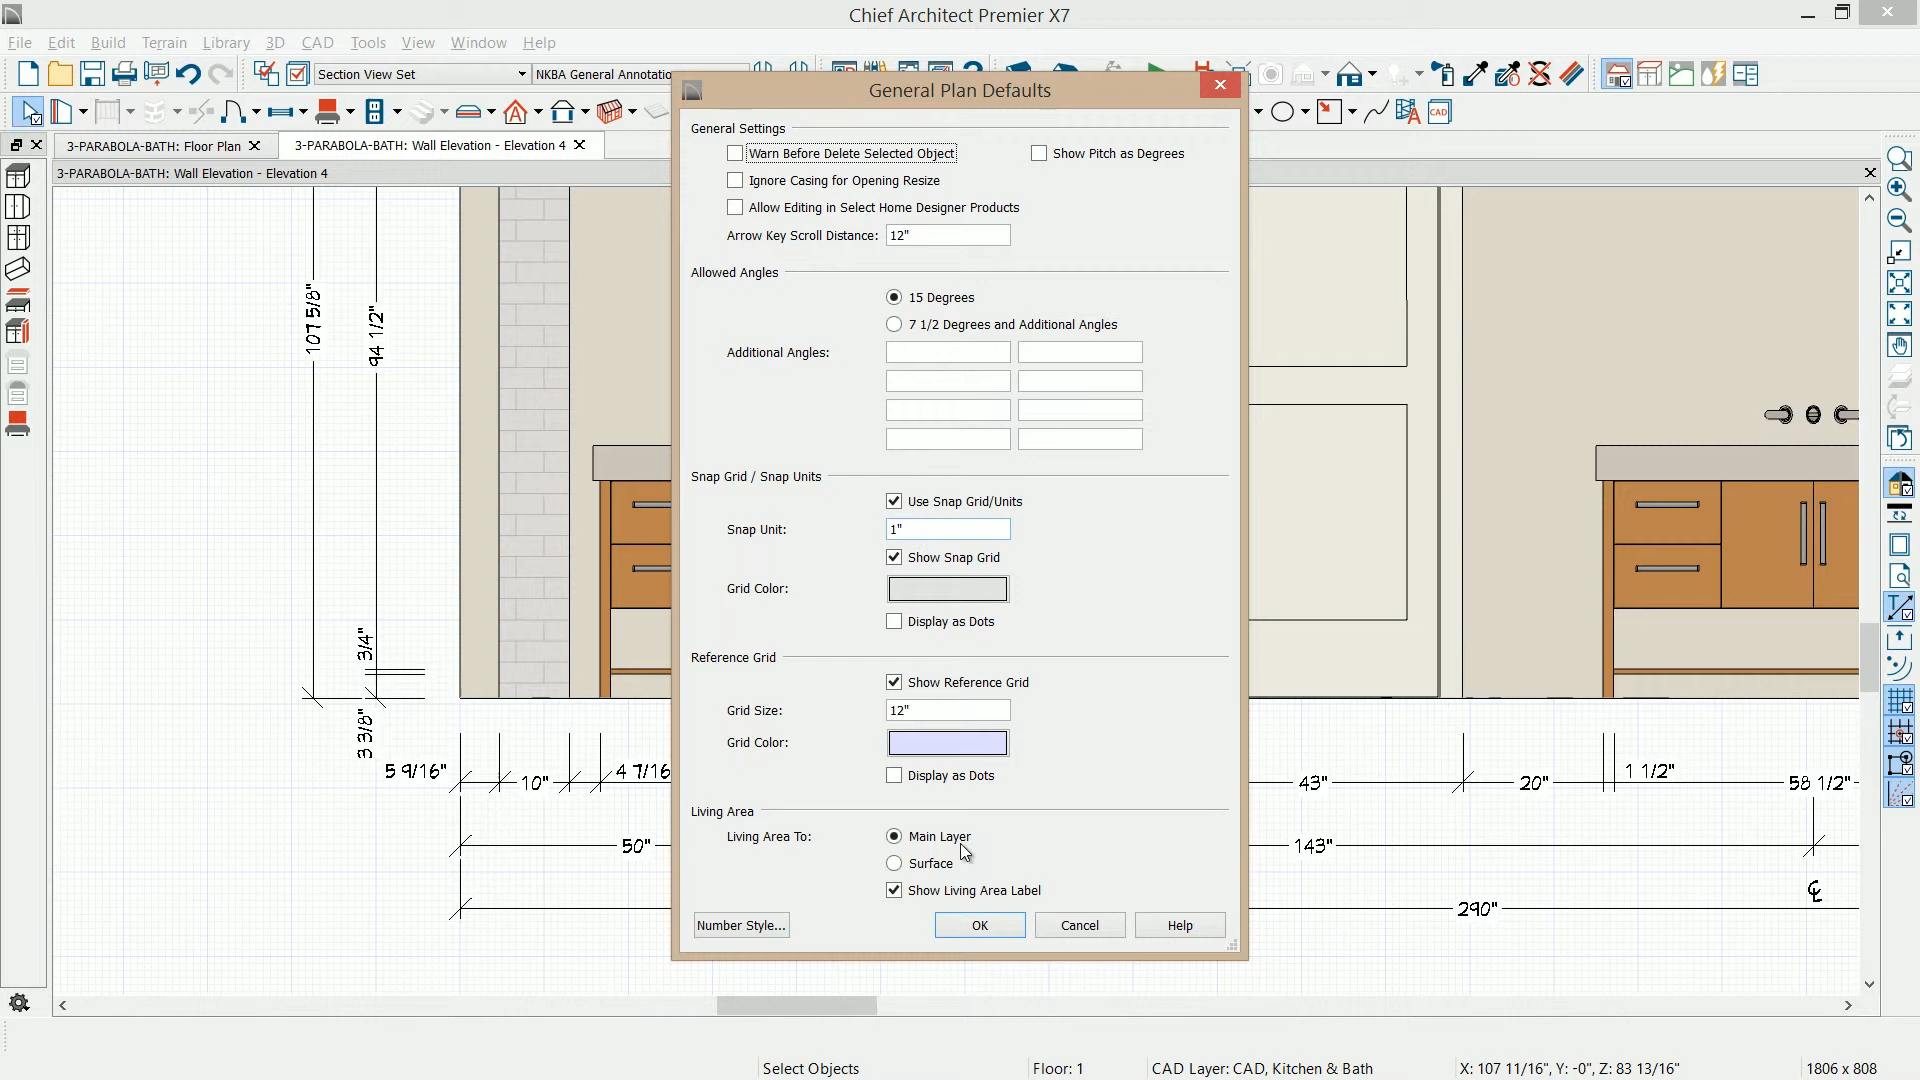 Chief Architect Premier X7
File Edit Build Terrain Library 3D CAD Tools View Window Help
Section View Set NKBA General Annotatio
3-PARABOLA-BATH: Floor Plan 3-PARABOLA-BATH: Wall Elevation - Elevation 4
3-PARABOLA-BATH: Wall Elevation - Elevation 4
CAD
General Plan Defaults
General Settings
Warn Before Delete Selected Object Show Pitch as Degrees
Ignore Casing for Opening Resize
Allow Editing in Select Home Designer Products
Arrow Key Scroll Distance: 12"
Allowed Angles
15 Degrees
7 1/2 Degrees and Additional Angles
Additional Angles:
Snap Grid / Snap Units
Use Snap Grid/Units
Snap Unit: 1"
Show Snap Grid
Grid Color:
Display as Dots
Reference Grid
Show Reference Grid
Grid Size: 12"
Grid Color:
Display as Dots
Living Area
Living Area To: Main Layer
Surface
Show Living Area Label
Number Style... OK Cancel Help
107 5/8"
94 1/2"
3/4"
3 3/8"
5 9/16" 10" 4 7/16 43" 20" 1 1/2" 58 1/2"
50" 143"
290"
Select Objects Floor: 1 CAD Layer: CAD, Kitchen & Bath X: 107 11/16", Y: -0", Z: 83 13/16" 1806 x 808